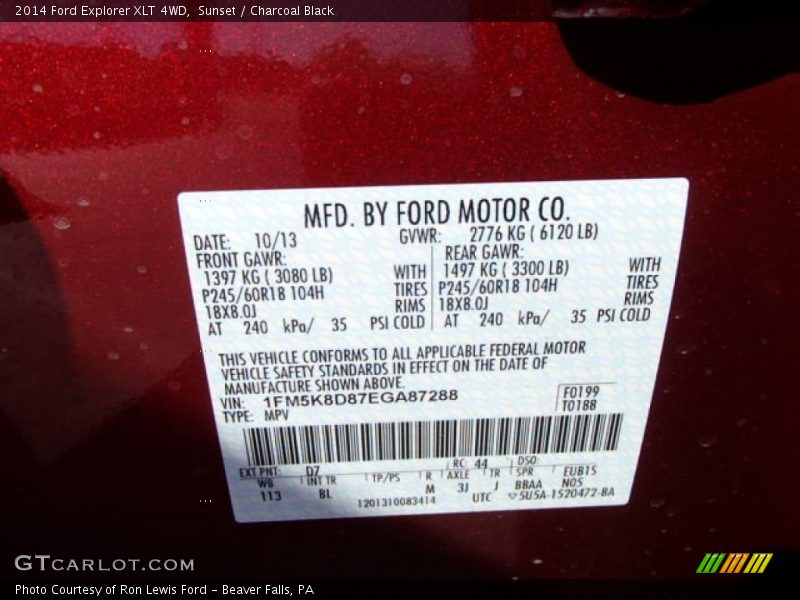 2014 Ford Explorer XLT 4WD, Sunset / Charcoal Black
MFD. BY FORD MOTOR CO.
DATE: 10/13 GVWR: 2776 KG ( 6120 LB)
FRONT GAWR: REAR GAWR:
1397 KG ( 3080 LB) WITH 1497 KG ( 3300 LB) WITH
P245/60R18 104H TIRES P245/60R18 104H TIRES
18X8.0J RIMS 18X8.0J RIMS
AT 240 kPa/ 35 PSI COLD AT 240 kPa/ 35 PSI COLD
THIS VEHICLE CONFORMS TO ALL APPLICABLE FEDERAL MOTOR
VEHICLE SAFETY STANDARDS IN EFFECT ON THE DATE OF
MANUFACTURE SHOWN ABOVE.
VIN: 1FM5K8D87EGA87288 F0199
TYPE: MPV T0188
EXT PNT: D7 RC: 44 DSO:
WB INT TR TP/PS R AXLE TR SPR EUB1S
113 BL M 3J J BBAA N05
1201310083414 UTC ▽5U5A-1520472-BA
GTCARLOT.COM
Photo Courtesy of Ron Lewis Ford - Beaver Falls, PA